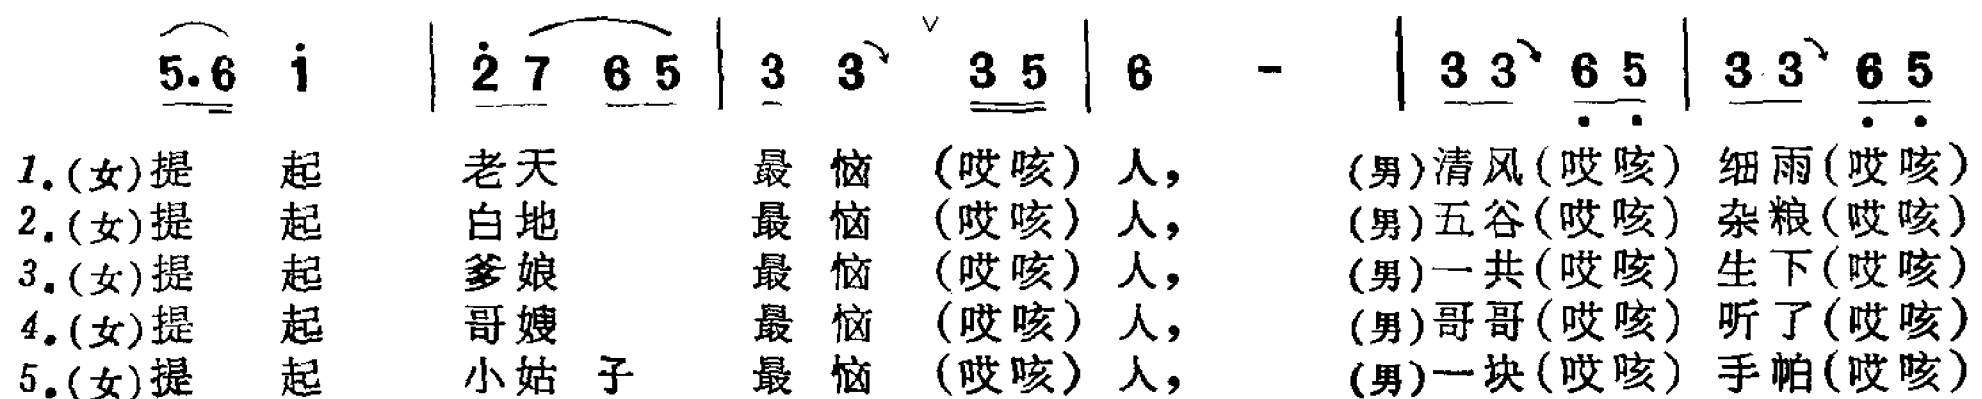 5.6 i | 2 7 6 5 | 3 3 3 5 | 6 - | 3 3 6 5 | 3 3 6 5
1.(女)提 起 老天 最 恼 (哎咳) 人, (男)清风(哎咳) 细雨(哎咳)
2.(女)提 起 白地 最 恼 (哎咳) 人, (男)五谷(哎咳) 杂粮(哎咳)
3.(女)提 起 爹娘 最 恼 (哎咳) 人, (男)一共(哎咳) 生下(哎咳)
4.(女)提 起 哥嫂 最 恼 (哎咳) 人, (男)哥哥(哎咳) 听了(哎咳)
5.(女)提 起 小姑 子 最 恼 (哎咳) 人, (男)一块(哎咳) 手帕(哎咳)